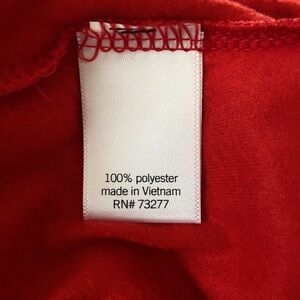 100% polyester
made in Vietnam
RN# 73277